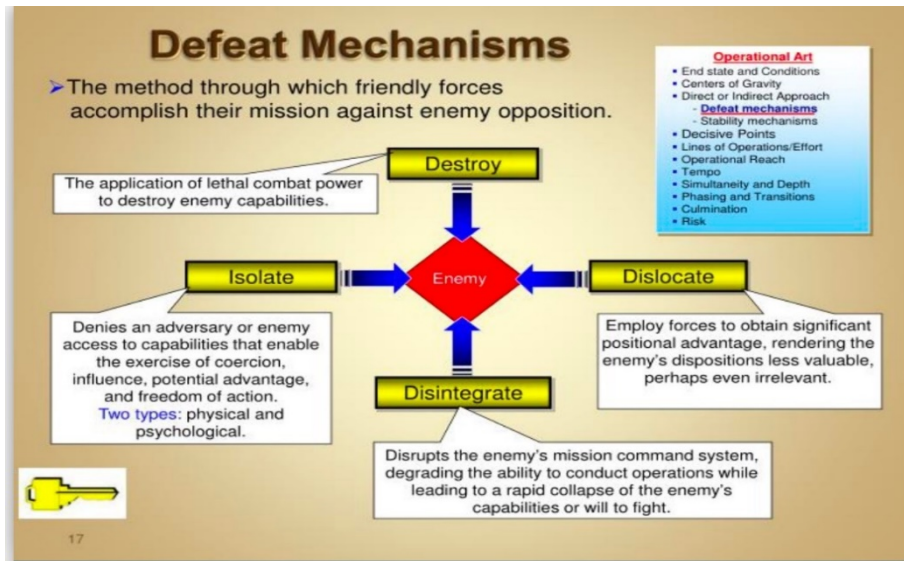 Defeat Mechanisms
➢The method through which friendly forces
accomplish their mission against enemy opposition.
Operational Art
▪ End state and Conditions
▪ Centers of Gravity
▪ Direct or Indirect Approach
- Defeat mechanisms
- Stability mechanisms
▪ Decisive Points
▪ Lines of Operations/Effort
▪ Operational Reach
▪ Tempo
▪ Simultaneity and Depth
▪ Phasing and Transitions
▪ Culmination
▪ Risk
Destroy
The application of lethal combat power
to destroy enemy capabilities.
Isolate
Enemy
Dislocate
Denies an adversary or enemy
access to capabilities that enable
the exercise of coercion,
influence, potential advantage,
and freedom of action.
Two types: physical and
psychological.
Employ forces to obtain significant
positional advantage, rendering the
enemy's dispositions less valuable,
perhaps even irrelevant.
Disintegrate
Disrupts the enemy's mission command system,
degrading the ability to conduct operations while
leading to a rapid collapse of the enemy's
capabilities or will to fight.
17